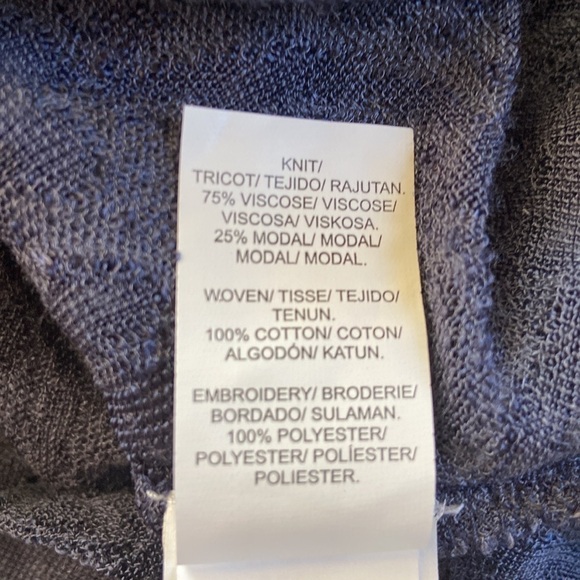 KNIT/
TRICOT/ TEJIDO/ RAJUTAN.
75% VISCOSE/ VISCOSE/
VISCOSA/ VISKOSA.
25% MODAL/ MODAL/
MODAL/ MODAL.
WOVEN/ TISSE/ TEJIDO/
TENUN.
100% COTTON/ COTON/
ALGODÓN/ KATUN.
EMBROIDERY/ BRODERIE/
BORDADO/ SULAMAN.
100% POLYESTER/
POLYESTER/ POLÍESTER/
POLIESTER.